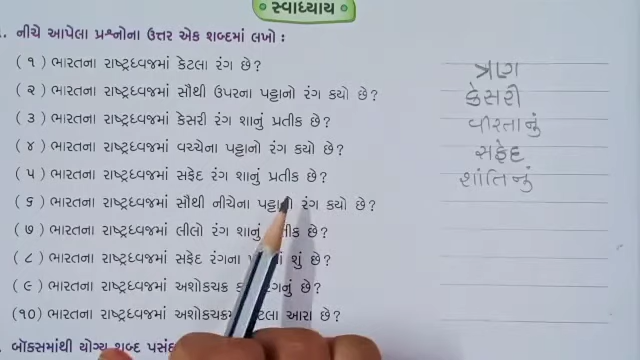 • સ્વાધ્યાય •
. નીચે આપેલા પ્રશ્નોના ઉત્તર એક શબ્દમાં લખો :
(૧) ભારતના રાષ્ટ્રધ્વજમાં કેટલા રંગ છે? ત્રણ
(૨) ભારતના રાષ્ટ્રધ્વજમાં સૌથી ઉપરના પટ્ટાનો રંગ કયો છે? કેસરી
(૩) ભારતના રાષ્ટ્રધ્વજમાં કેસરી રંગ શાનું પ્રતીક છે? વીરતાનું
(૪) ભારતના રાષ્ટ્રધ્વજમાં વચ્ચેના પટ્ટાનો રંગ કયો છે? સફેદ
(૫) ભારતના રાષ્ટ્રધ્વજમાં સફેદ રંગ શાનું પ્રતીક છે? શાંતિનું
(૬) ભારતના રાષ્ટ્રધ્વજમાં સૌથી નીચેના પટ્ટાનો રંગ કયો છે?
(૭) ભારતના રાષ્ટ્રધ્વજમાં લીલો રંગ શાનું છે?
(૮) ભારતના રાષ્ટ્રધ્વજમાં સફેદ રંગના શું છે?
(૯) ભારતના રાષ્ટ્રધ્વજમાં અશોકચક્ર છે?
(૧૦) ભારતના રાષ્ટ્રધ્વજમાં અશોકચક્રમાં આરા છે?
બૉક્સમાંથી યોગ્ય શબ્દ